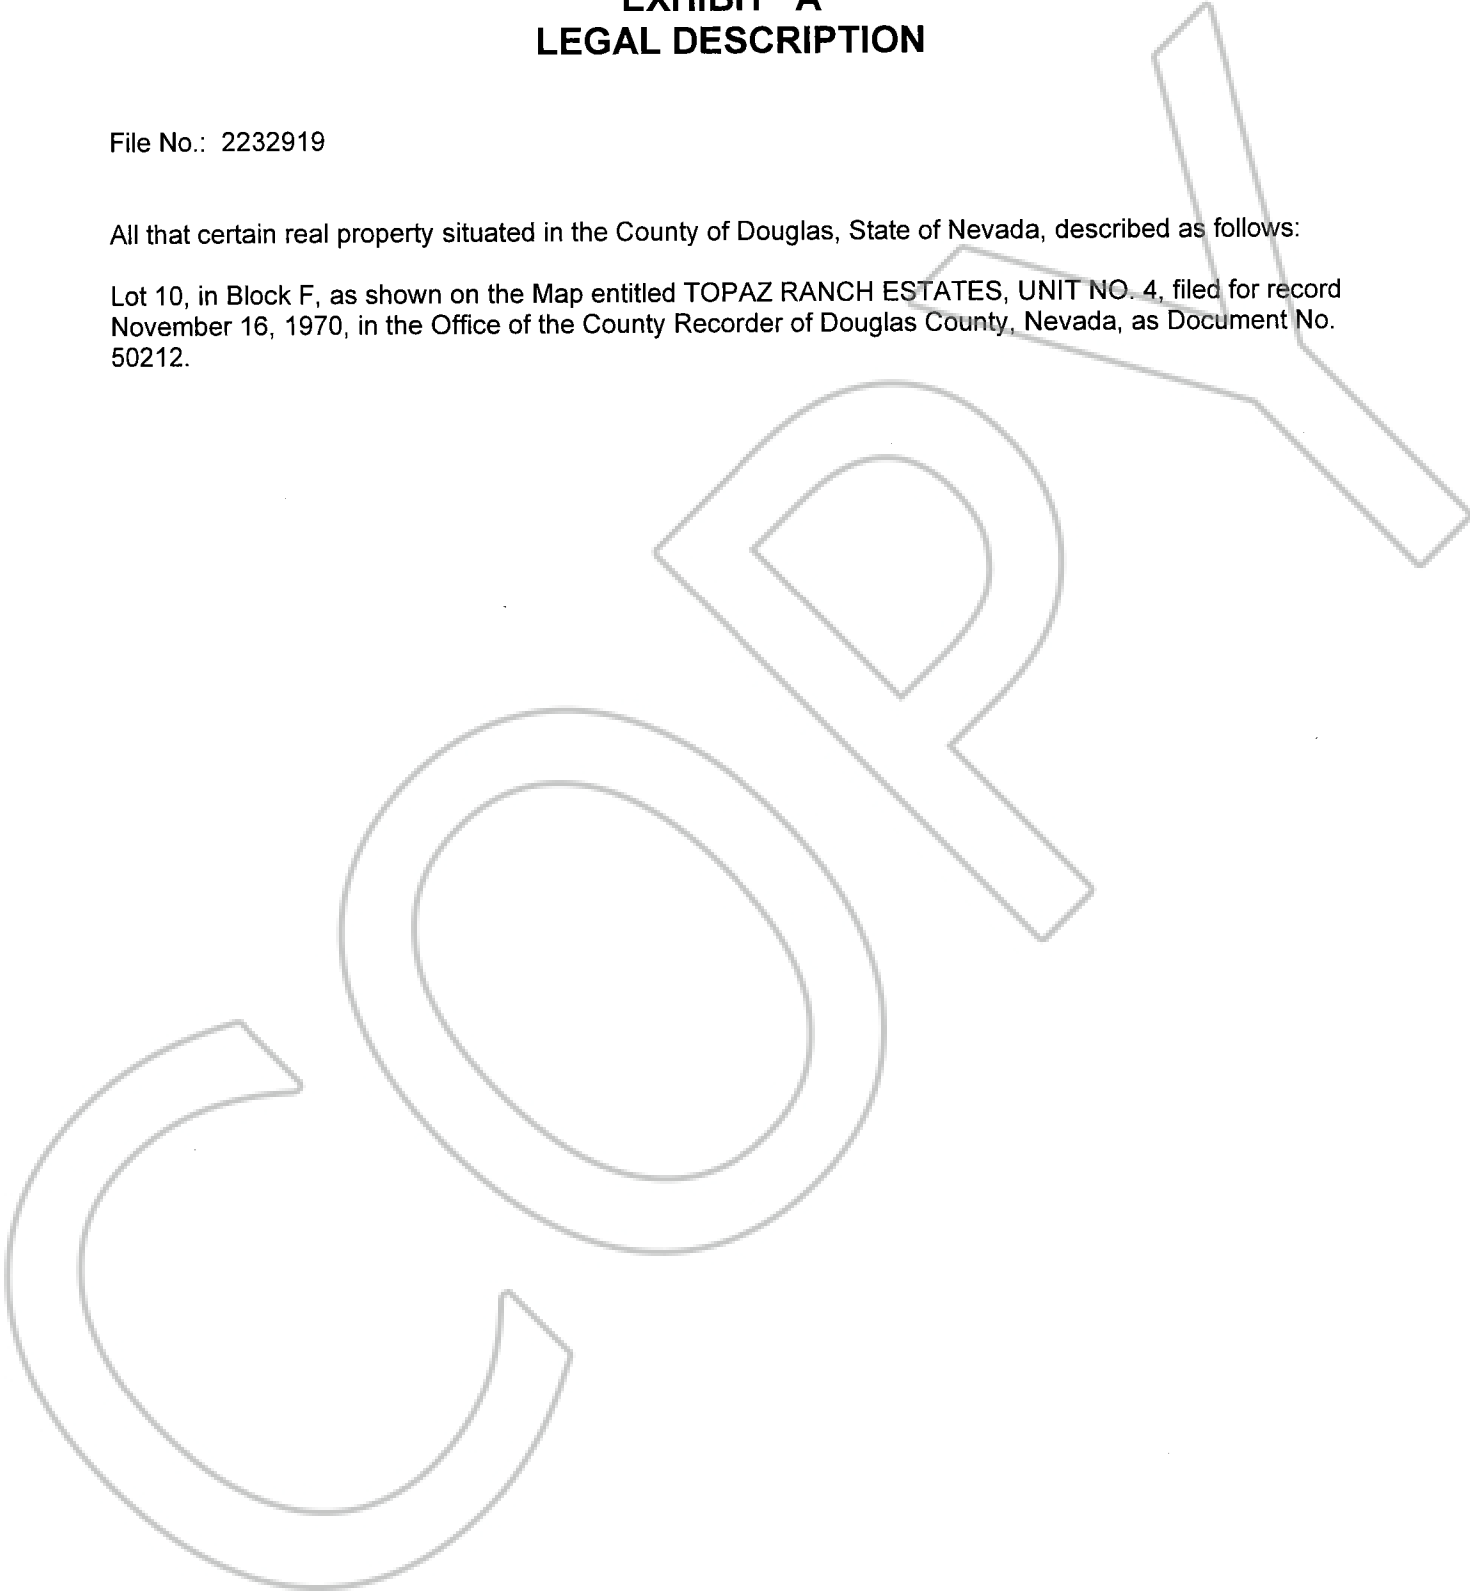 EXHIBIT "A"
LEGAL DESCRIPTION
File No.: 2232919
All that certain real property situated in the County of Douglas, State of Nevada, described as follows:
Lot 10, in Block F, as shown on the Map entitled TOPAZ RANCH ESTATES, UNIT NO. 4, filed for record
November 16, 1970, in the Office of the County Recorder of Douglas County, Nevada, as Document No.
50212.
COPY